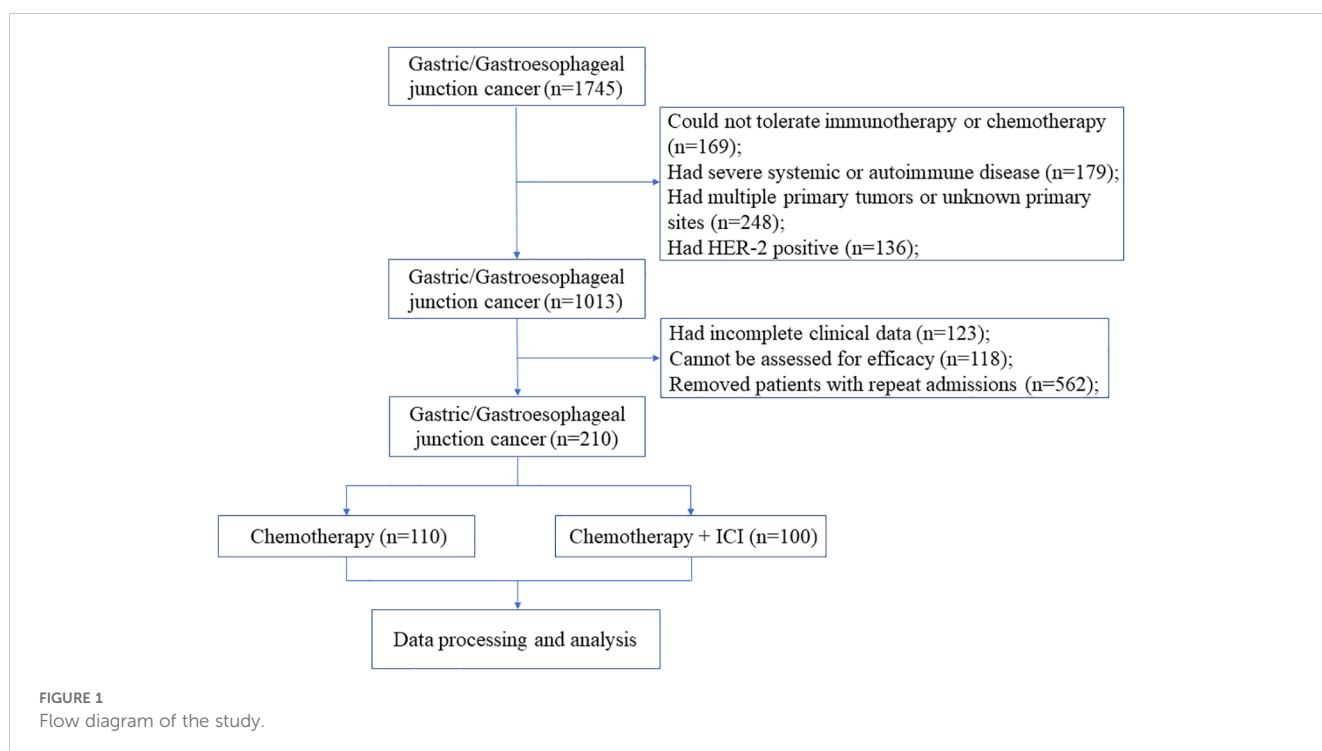 Gastric/Gastroesophageal
junction cancer (n=1745)
Could not tolerate immunotherapy or chemotherapy
(n=169);
Had severe systemic or autoimmune disease (n=179);
Had multiple primary tumors or unknown primary
sites (n=248);
Had HER-2 positive (n=136);
Gastric/Gastroesophageal
junction cancer (n=1013)
Had incomplete clinical data (n=123);
Cannot be assessed for efficacy (n=118);
Removed patients with repeat admissions (n=562);
Gastric/Gastroesophageal
junction cancer (n=210)
Chemotherapy (n=110)
Chemotherapy + ICI (n=100)
Data processing and analysis
FIGURE 1
Flow diagram of the study.